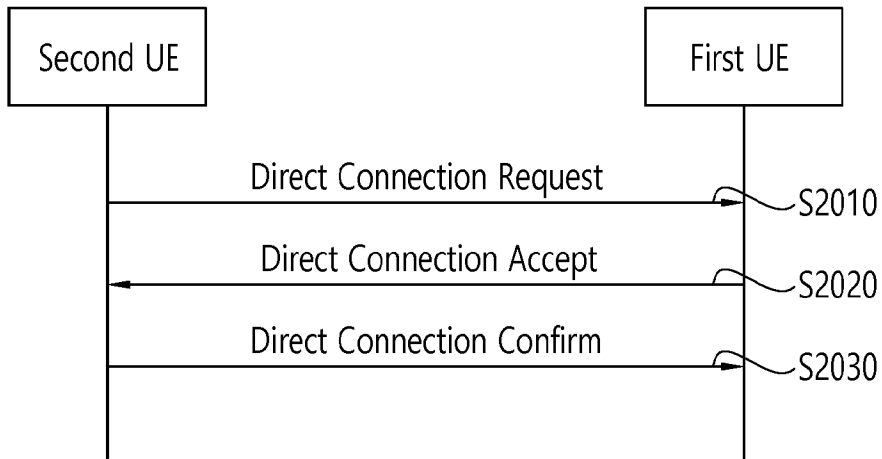 Second UE
First UE
Direct Connection Request
S2010
Direct Connection Accept
S2020
Direct Connection Confirm
S2030